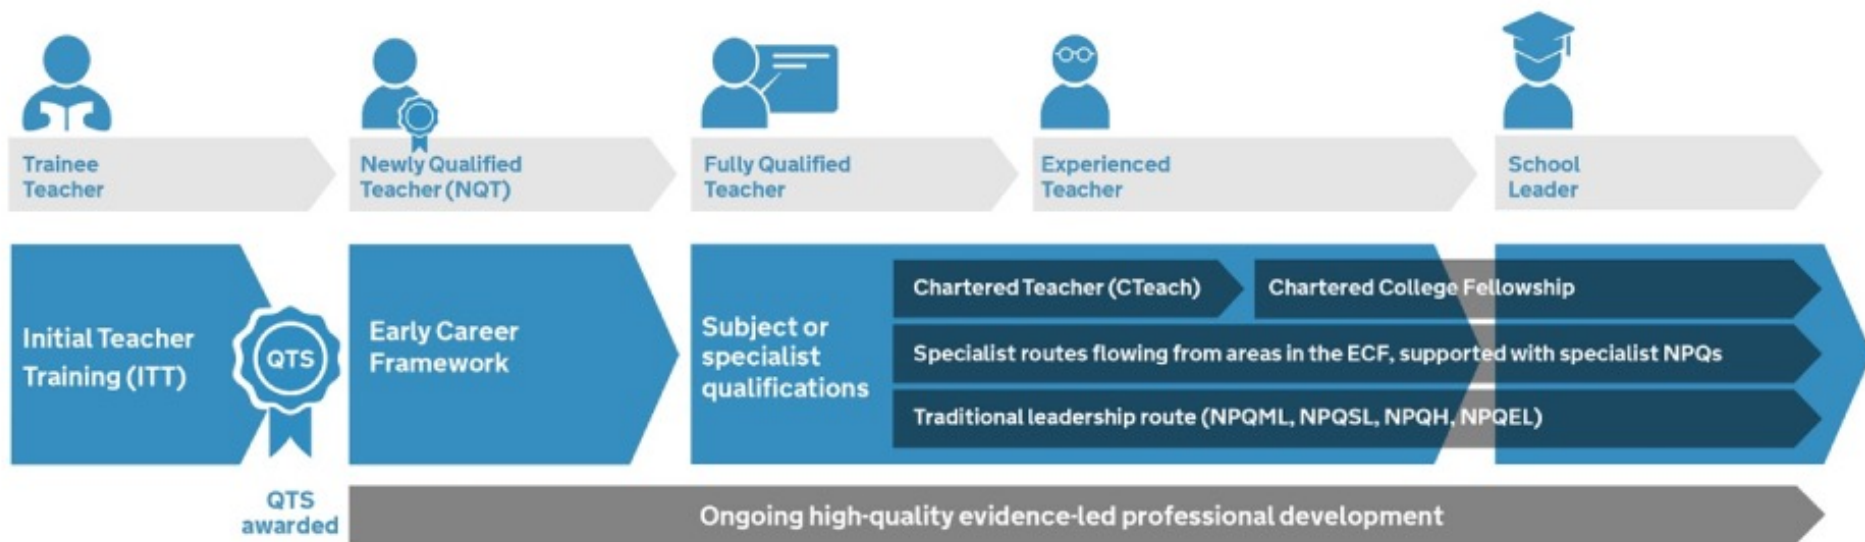 Trainee
Teacher
Newly Qualified
Teacher (NQT)
Fully Qualified
Teacher
Experienced
Teacher
School
Leader
Initial Teacher
Training (ITT)
QTS
Early Career
Framework
Subject or
specialist
qualifications
Chartered Teacher (CTeach)
Chartered College Fellowship
Specialist routes flowing from areas in the ECF, supported with specialist NPQs
Traditional leadership route (NPQML, NPQSL, NPQH, NPQEL)
QTS
awarded
Ongoing high-quality evidence-led professional development